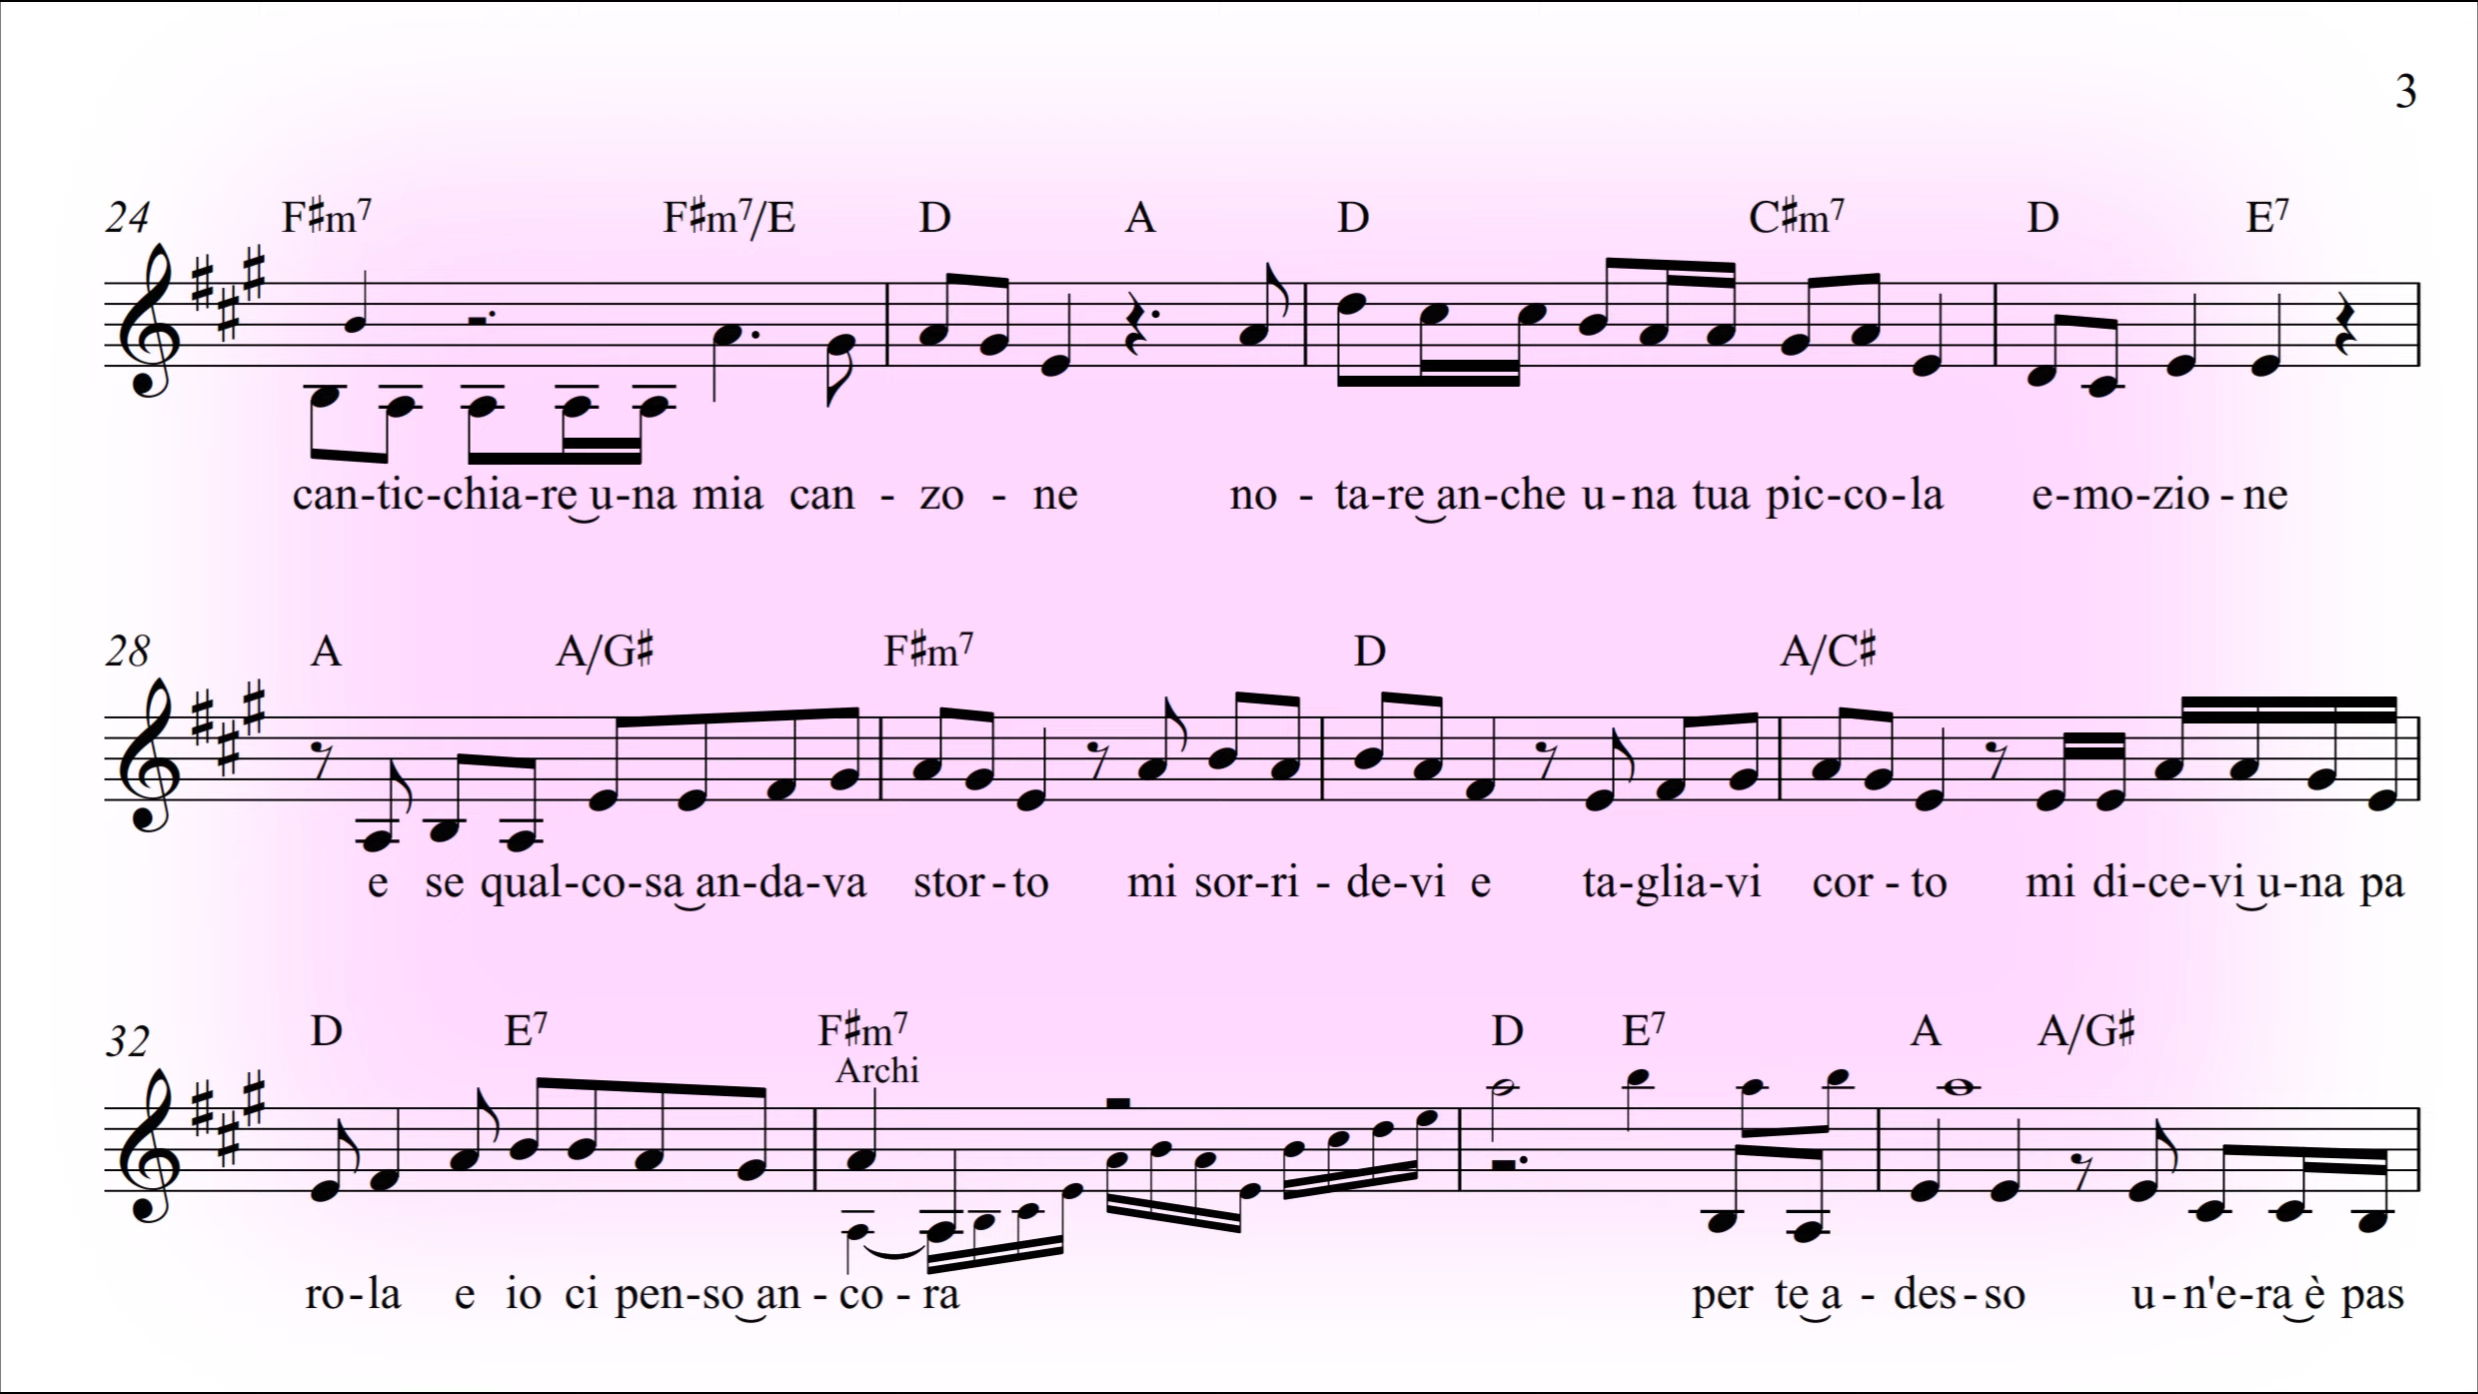 3
24 F♯m7 F♯m7/E D A D C♯m7 D E7
can-tic-chia-re‿u-na mia can - zo - ne no - ta-re‿an-che u-na tua pic-co-la e-mo-zio-ne
28 A A/G♯ F♯m7 D A/C♯
e se qual-co-sa‿an-da-va stor-to mi sor-ri - de-vi e ta-glia-vi cor - to mi di-ce-vi‿u-na pa
32 D E7 F♯m7 D E7 A A/G♯
Archi
ro-la e io ci pen-so‿an - co - ra per te‿a - des-so u-n'e-ra‿è pas